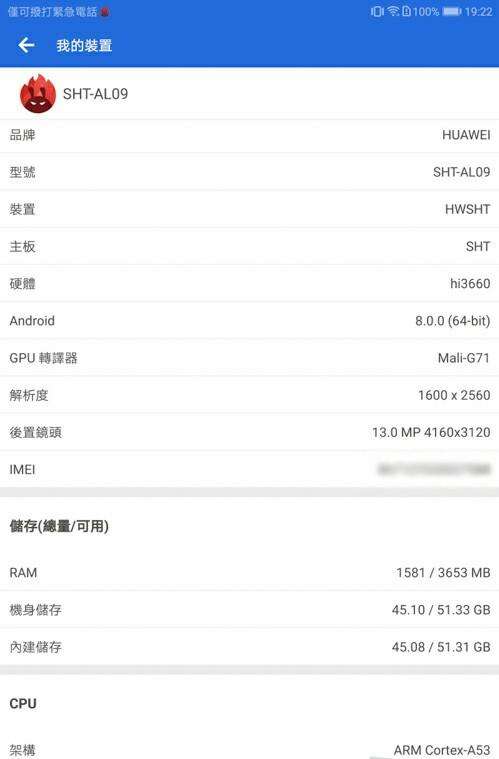 僅可撥打緊急電話 100% 19:22
我的裝置
SHT-AL09
品牌 HUAWEI
型號 SHT-AL09
裝置 HWSHT
主板 SHT
硬體 hi3660
Android 8.0.0 (64-bit)
GPU 轉譯器 Mali-G71
解析度 1600 x 2560
後置鏡頭 13.0 MP 4160x3120
IMEI
儲存(總量/可用)
RAM 1581 / 3653 MB
機身儲存 45.10 / 51.33 GB
內建儲存 45.08 / 51.31 GB
CPU
架構 ARM Cortex-A53